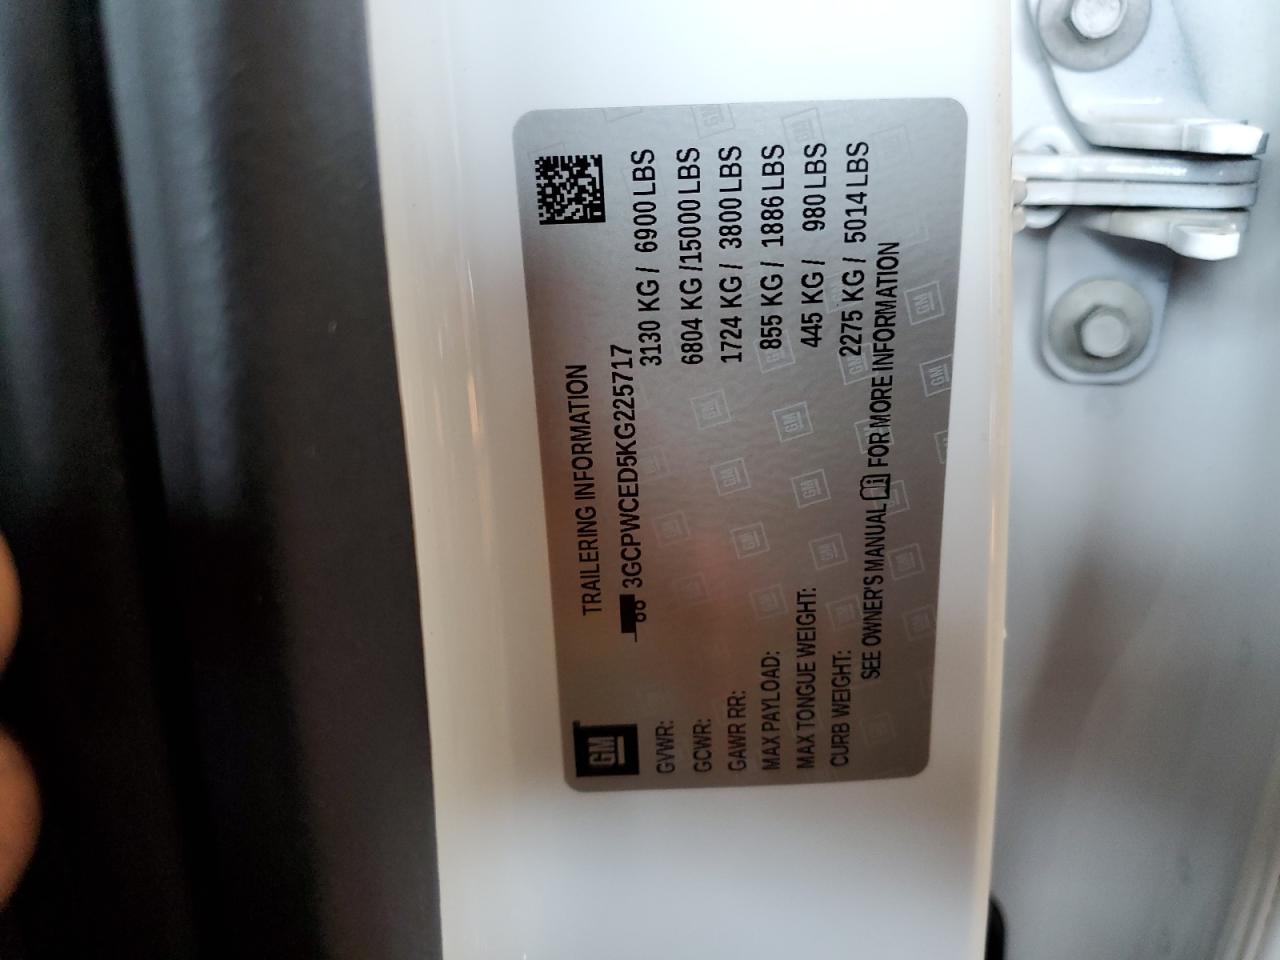 GM
TRAILERING INFORMATION
3GCPWCED5KG225717
GVWR: 3130 KG / 6900 LBS
GCWR: 6804 KG /15000 LBS
GAWR RR: 1724 KG / 3800 LBS
MAX PAYLOAD: 855 KG / 1886 LBS
MAX TONGUE WEIGHT: 445 KG / 980 LBS
CURB WEIGHT: 2275 KG / 5014 LBS
SEE OWNER'S MANUAL FOR MORE INFORMATION